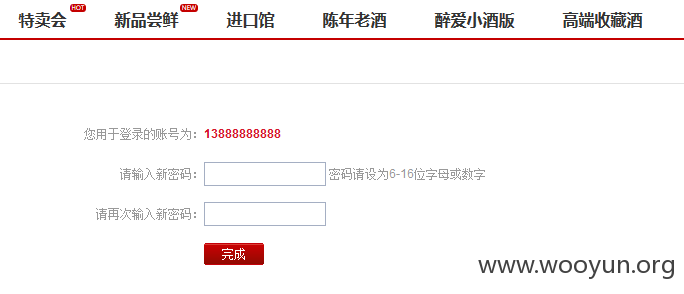 特卖会 HOT 新品尝鲜 NEW 进口馆 陈年老酒 醉爱小酒版 高端收藏酒
您用于登录的账号为：13888888888
请输入新密码： 密码请设为6-16位字母或数字
请再次输入新密码：
完成
www.wooyun.org